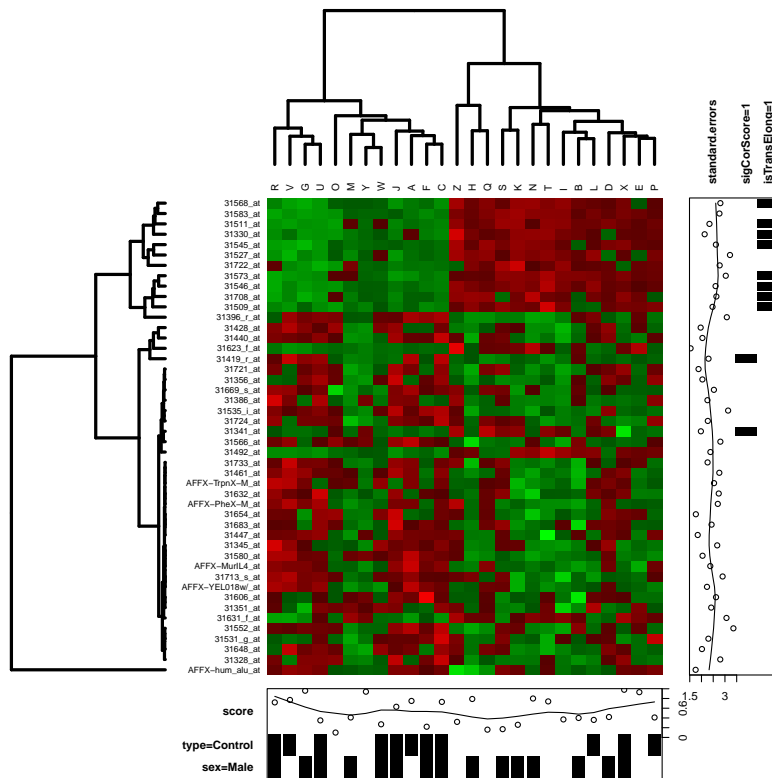 standard.errors
sigCorScore=1
isTransElong=1
R V G U O M Y W J A F C Z H Q S K N T I B L D X E P
31568_at
31583_at
31511_at
31330_at
31545_at
31527_at
31722_at
31573_at
31546_at
31708_at
31509_at
31396_r_at
31428_at
31440_at
31623_f_at
31419_r_at
31721_at
31356_at
31669_s_at
31386_at
31535_i_at
31724_at
31341_at
31566_at
31492_at
31733_at
31461_at
AFFX-TrpnX-M_at
31632_at
AFFX-PheX-M_at
31654_at
31683_at
31447_at
31345_at
31580_at
AFFX-MurIL4_at
31713_s_at
AFFX-YEL018w/_at
31606_at
31351_at
31631_f_at
31552_at
31531_g_at
31648_at
31328_at
AFFX-hum_alu_at
1.5 3
score
0 0.6
type=Control
sex=Male